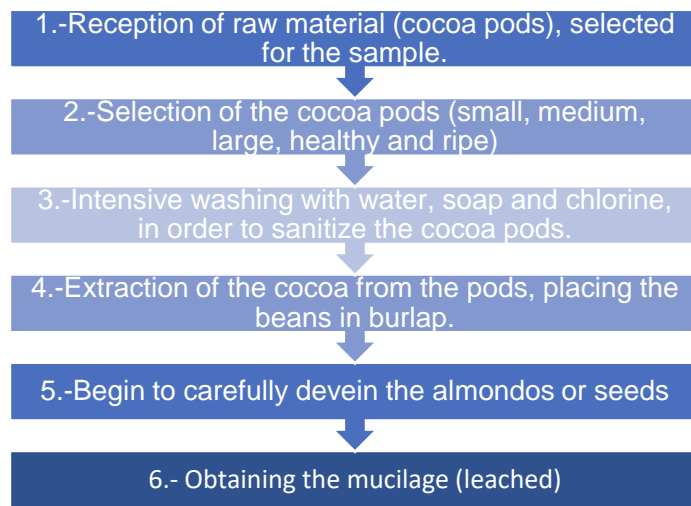 1.-Reception of raw material (cocoa pods), selected
for the sample.
2.-Selection of the cocoa pods (small, medium,
large, healthy and ripe)
3.-Intensive washing with water, soap and chlorine,
in order to sanitize the cocoa pods.
4.-Extraction of the cocoa from the pods, placing the
beans in burlap.
5.-Begin to carefully devein the almondos or seeds
6.- Obtaining the mucilage (leached)